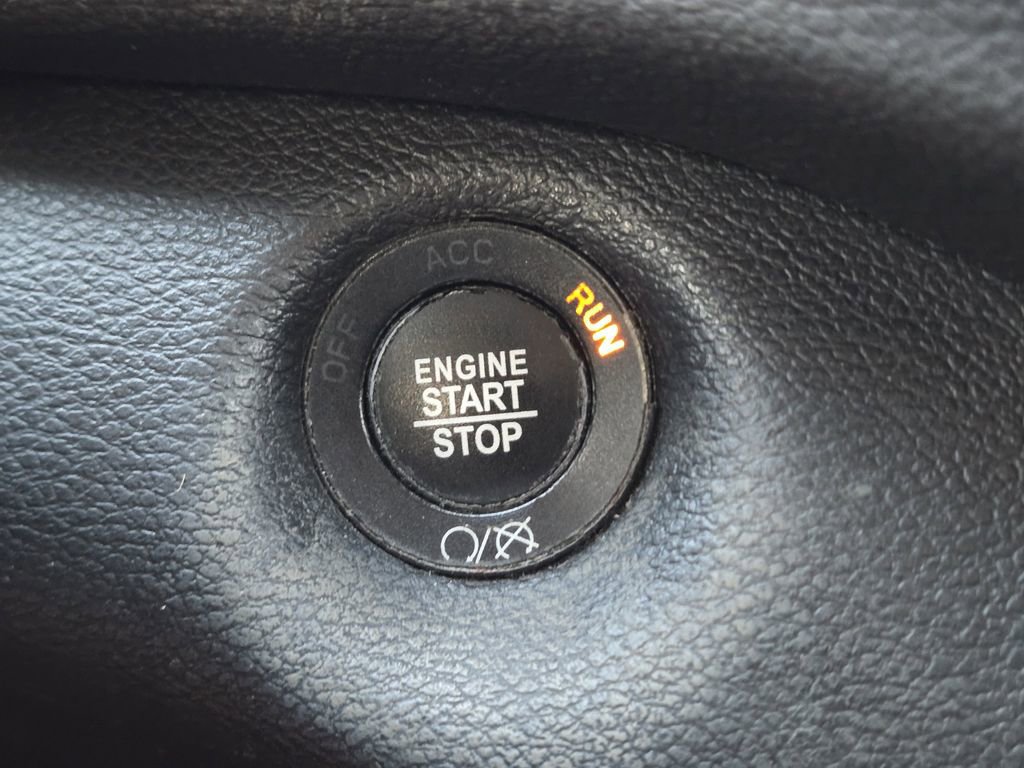 ACC
OFF
RUN
ENGINE
START
STOP